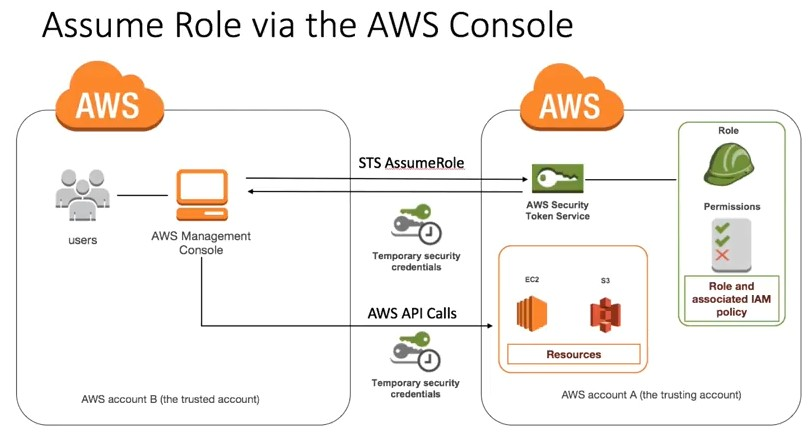 Assume Role via the AWS Console
AWS
AWS
users
AWS Management
Console
STS AssumeRole
Temporary security
credentials
AWS API Calls
Temporary security
credentials
AWS account B (the trusted account)
AWS Security
Token Service
Role
Permissions
Role and
associated IAM
policy
EC2
S3
Resources
AWS account A (the trusting account)